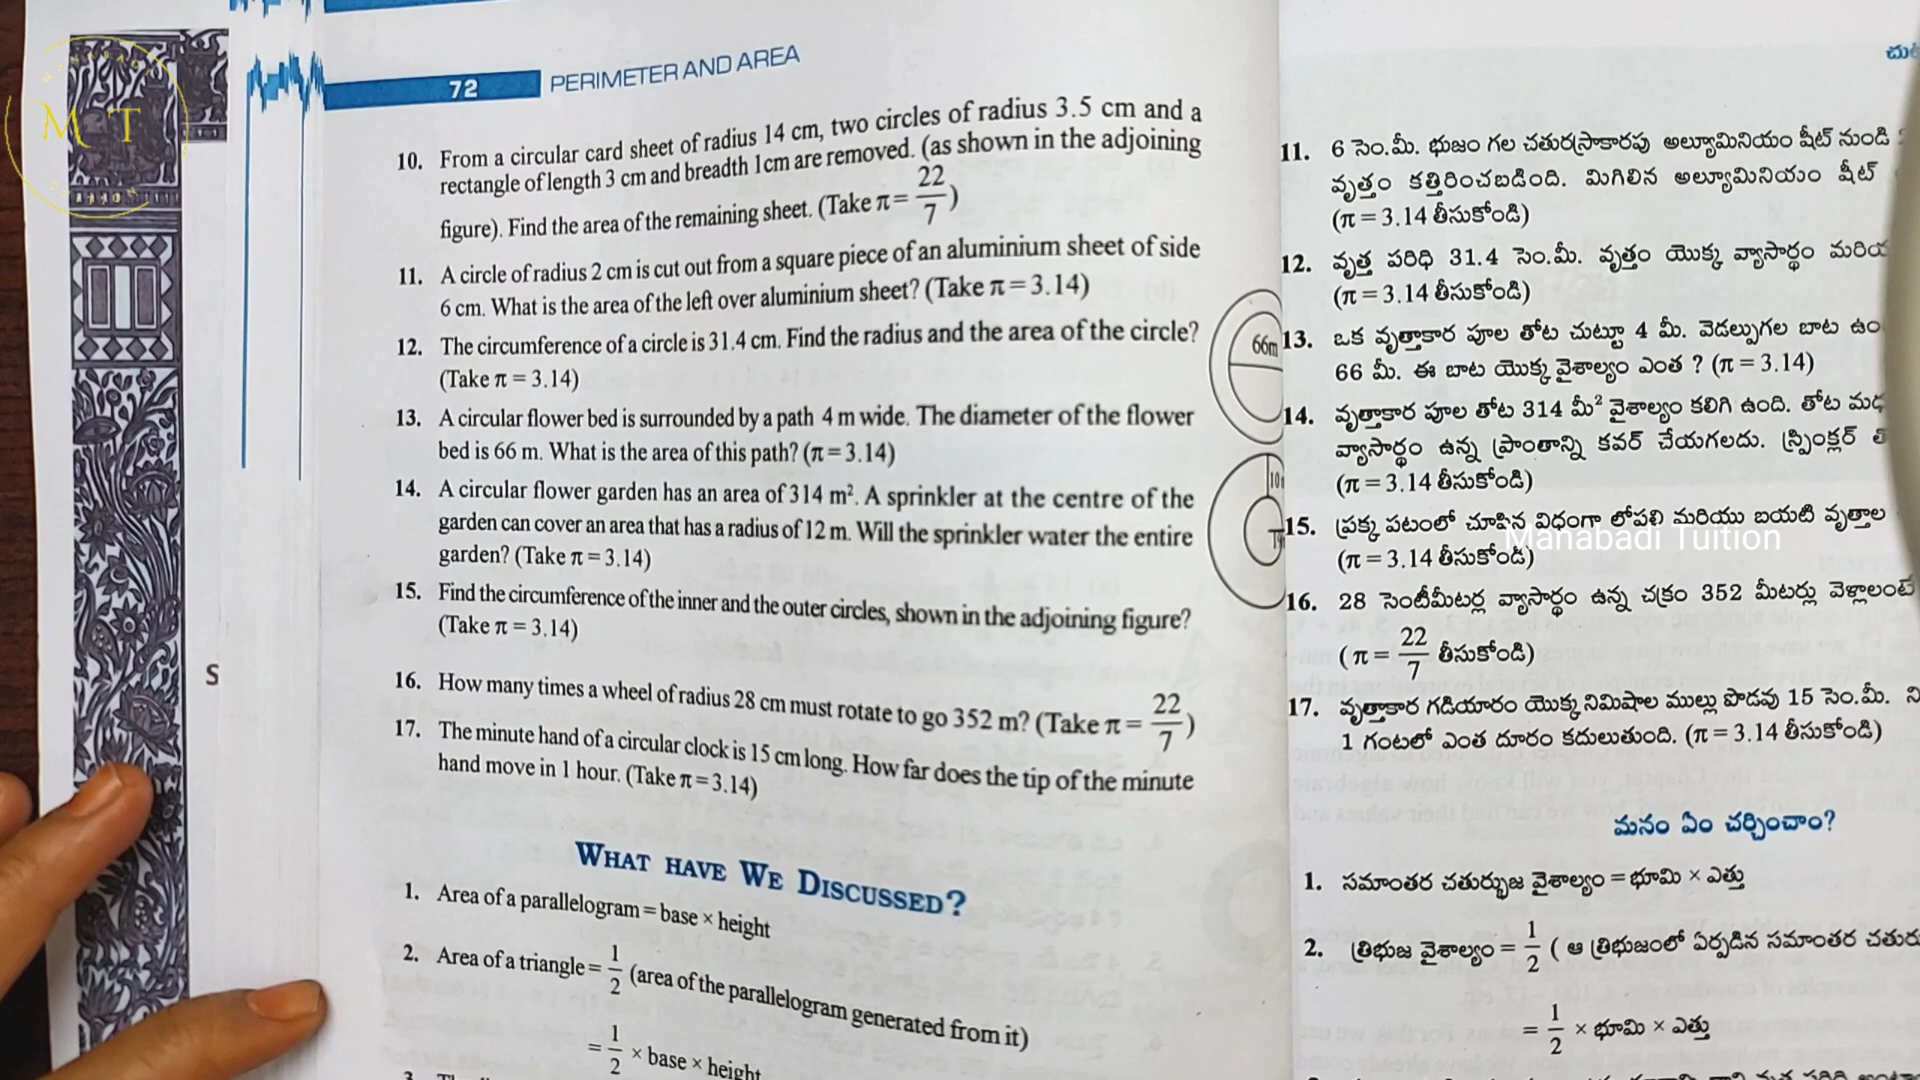 M T
72 PERIMETER AND AREA
10. From a circular card sheet of radius 14 cm, two circles of radius 3.5 cm and a
rectangle of length 3 cm and breadth 1cm are removed. (as shown in the adjoining
figure). Find the area of the remaining sheet. (Take π = 22/7)
11. A circle of radius 2 cm is cut out from a square piece of an aluminium sheet of side
6 cm. What is the area of the left over aluminium sheet? (Take π = 3.14)
12. The circumference of a circle is 31.4 cm. Find the radius and the area of the circle?
(Take π = 3.14)
13. A circular flower bed is surrounded by a path 4 m wide. The diameter of the flower
bed is 66 m. What is the area of this path? (π = 3.14)
14. A circular flower garden has an area of 314 m². A sprinkler at the centre of the
garden can cover an area that has a radius of 12 m. Will the sprinkler water the entire
garden? (Take π = 3.14)
15. Find the circumference of the inner and the outer circles, shown in the adjoining figure?
(Take π = 3.14)
16. How many times a wheel of radius 28 cm must rotate to go 352 m? (Take π = 22/7)
17. The minute hand of a circular clock is 15 cm long. How far does the tip of the minute
hand move in 1 hour. (Take π = 3.14)
WHAT HAVE WE DISCUSSED?
1. Area of a parallelogram = base × height
2. Area of a triangle = 1/2 (area of the parallelogram generated from it)
= 1/2 × base × height
S
66m
10
11. 6 సెం.మీ. భుజం గల చతురస్రాకారపు అల్యూమినియం షీట్ నుండి
వృత్తం కత్తిరించబడింది. మిగిలిన అల్యూమినియం షీట్
(π = 3.14 తీసుకోండి)
12. వృత్త పరిధి 31.4 సెం.మీ. వృత్తం యొక్క వ్యాసార్థం
(π = 3.14 తీసుకోండి)
13. ఒక వృత్తాకార పూల తోట చుట్టూ 4 మీ. వెడల్పుగల బాట
66 మీ. ఈ బాట యొక్క వైశాల్యం ఎంత ? (π = 3.14)
14. వృత్తాకార పూల తోట 314 మీ² వైశాల్యం కలిగి ఉంది. తోట
వ్యాసార్థం ఉన్న ప్రాంతాన్ని కవర్ చేయగలదు. స్ప్రింక్లర్
(π = 3.14 తీసుకోండి)
15. ప్రక్క పటంలో చూపిన విధంగా లోపలి మరియు బయటి వృత్తాల
Manabadi Tuition
(π = 3.14 తీసుకోండి)
16. 28 సెంటీమీటర్ల వ్యాసార్థం ఉన్న చక్రం 352 మీటర్లు వెళ్లాలంటే
( π = 22/7 తీసుకోండి)
17. వృత్తాకార గడియారం యొక్క నిమిషాల ముల్లు పొడవు 15 సెం.మీ.
1 గంటలో ఎంత దూరం కదులుతుంది. (π = 3.14 తీసుకోండి)
మనం ఏం చర్చించాం?
1. సమాంతర చతుర్భుజ వైశాల్యం = భూమి × ఎత్తు
2. త్రిభుజ వైశాల్యం = 1/2 ( ఆ త్రిభుజంలో ఏర్పడిన సమాంతర
= 1/2 × భూమి × ఎత్తు